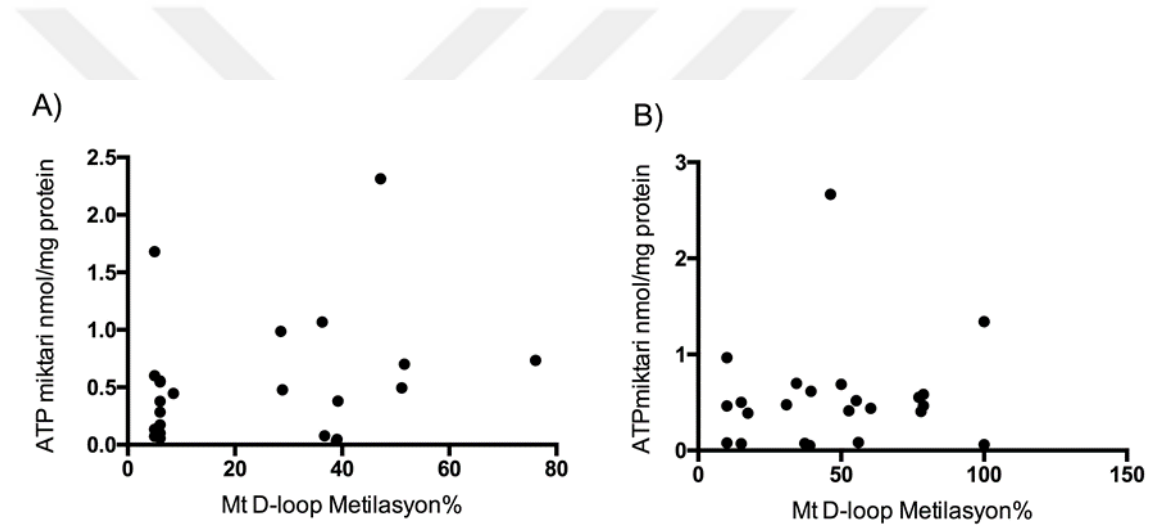 A)
ATP miktari nmol/mg protein
2.5
2.0
1.5
1.0
0.5
0.0
0 20 40 60 80
Mt D-loop Metilasyon%
B)
ATPmiktari nmol/mg protein
3
2
1
0
0 50 100 150
Mt D-loop Metilasyon%